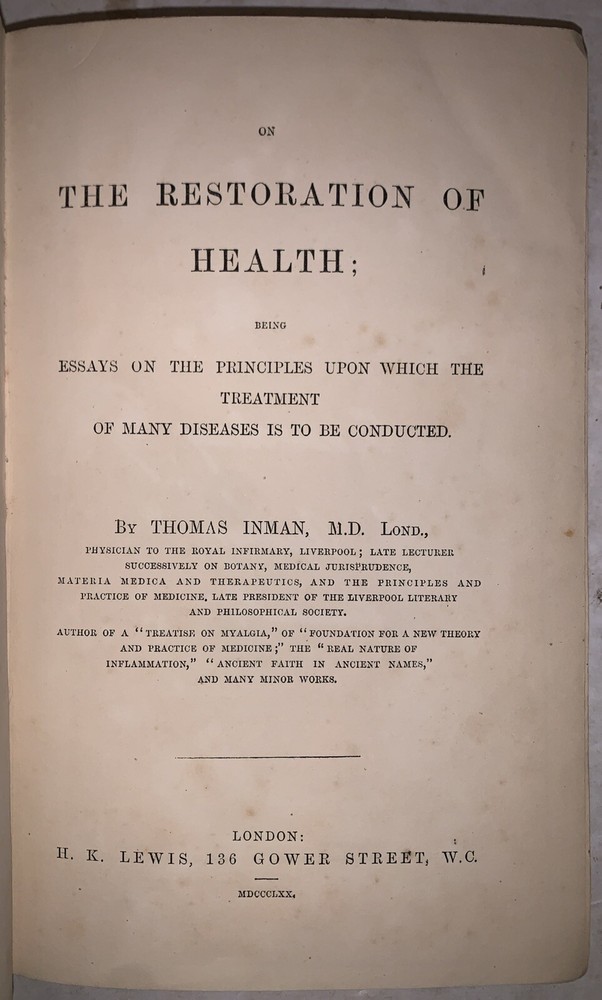 ON
THE RESTORATION OF
HEALTH;
BEING
ESSAYS ON THE PRINCIPLES UPON WHICH THE
TREATMENT
OF MANY DISEASES IS TO BE CONDUCTED.
By THOMAS INMAN, M.D. Lond.,
PHYSICIAN TO THE ROYAL INFIRMARY, LIVERPOOL; LATE LECTURER
SUCCESSIVELY ON BOTANY, MEDICAL JURISPRUDENCE,
MATERIA MEDICA AND THERAPEUTICS, AND THE PRINCIPLES AND
PRACTICE OF MEDICINE. LATE PRESIDENT OF THE LIVERPOOL LITERARY
AND PHILOSOPHICAL SOCIETY.
AUTHOR OF A "TREATISE ON MYALGIA," OF "FOUNDATION FOR A NEW THEORY
AND PRACTICE OF MEDICINE;" THE "REAL NATURE OF
INFLAMMATION," "ANCIENT FAITH IN ANCIENT NAMES,"
AND MANY MINOR WORKS.
LONDON:
H. K. LEWIS, 136 GOWER STREET, W.C.
MDCCCLXX.